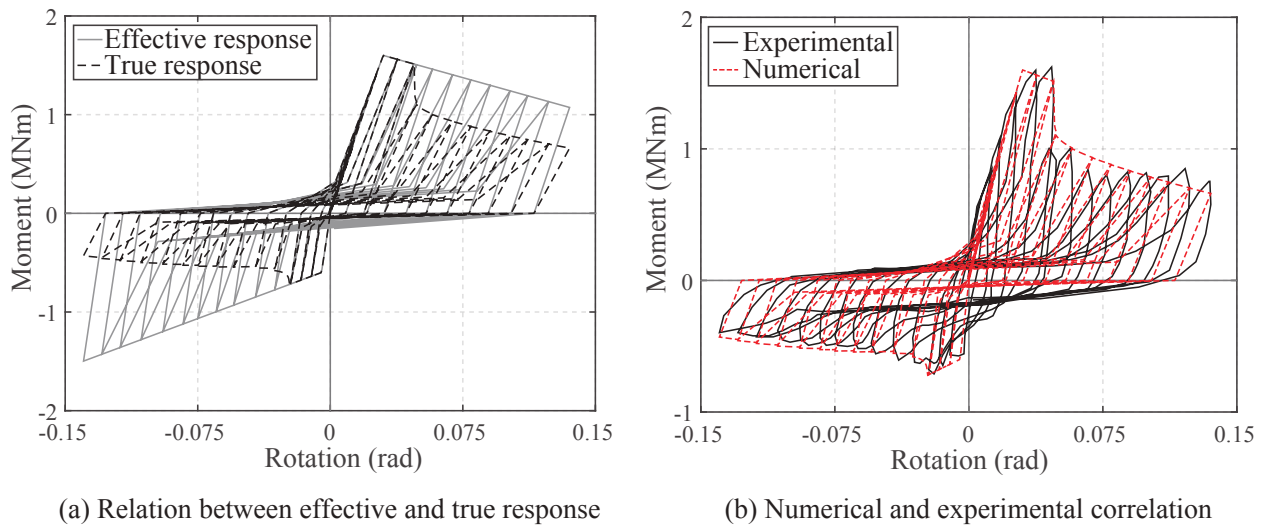 2
1
0
-1
-2
-0.15
-0.075
0
0.075
0.15
Moment (MNm)
Rotation (rad)
Effective response
True response
(a) Relation between effective and true response
2
1
0
-1
-0.15
-0.075
0
0.075
0.15
Moment (MNm)
Rotation (rad)
Experimental
Numerical
(b) Numerical and experimental correlation